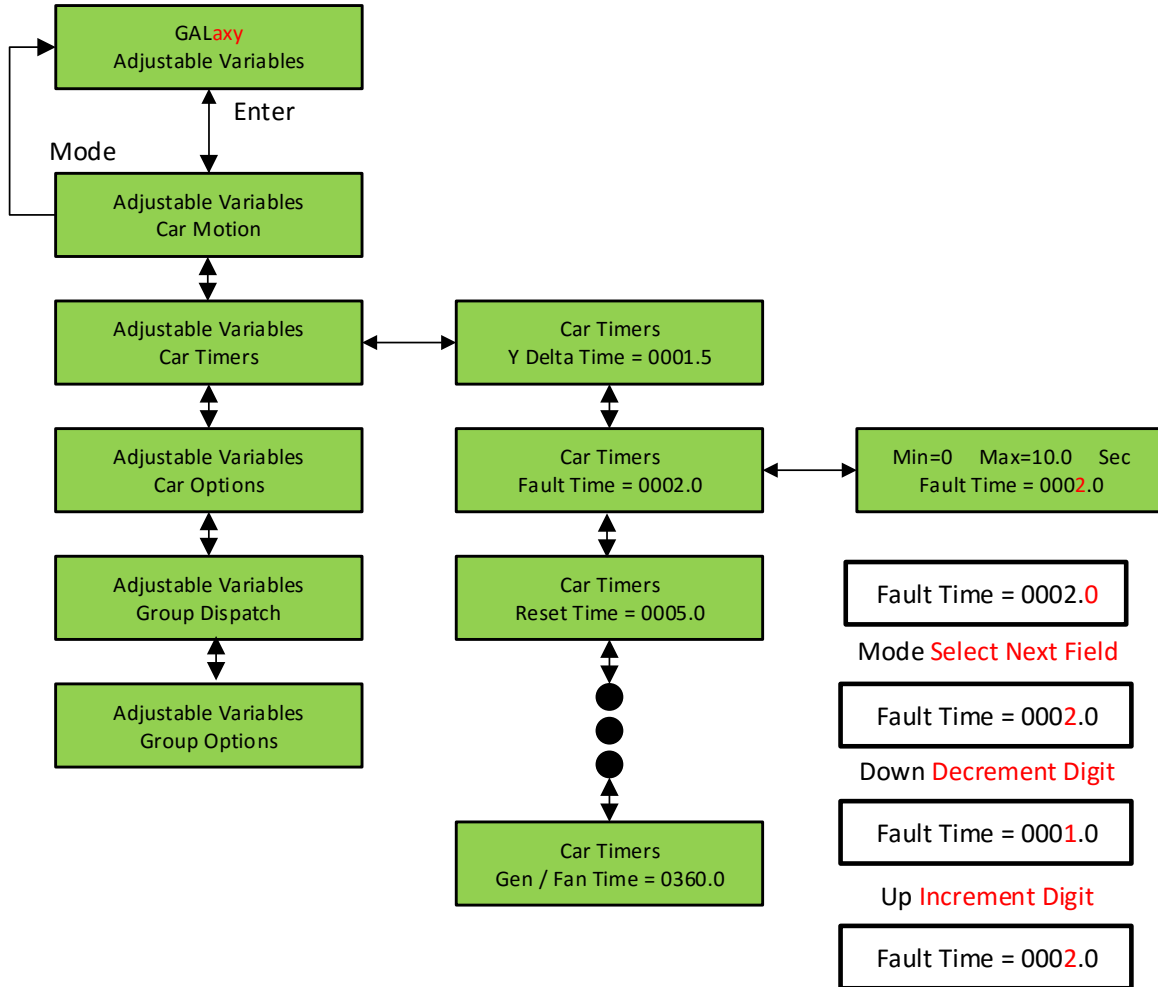 GALaxy
Adjustable Variables
Enter
Mode
Adjustable Variables
Car Motion
Adjustable Variables
Car Timers
Adjustable Variables
Car Options
Adjustable Variables
Group Dispatch
Adjustable Variables
Group Options
Car Timers
Y Delta Time = 0001.5
Car Timers
Fault Time = 0002.0
Car Timers
Reset Time = 0005.0
Car Timers
Gen / Fan Time = 0360.0
Min=0 Max=10.0 Sec
Fault Time = 0002.0
Fault Time = 0002.0
Mode Select Next Field
Fault Time = 0002.0
Down Decrement Digit
Fault Time = 0001.0
Up Increment Digit
Fault Time = 0002.0